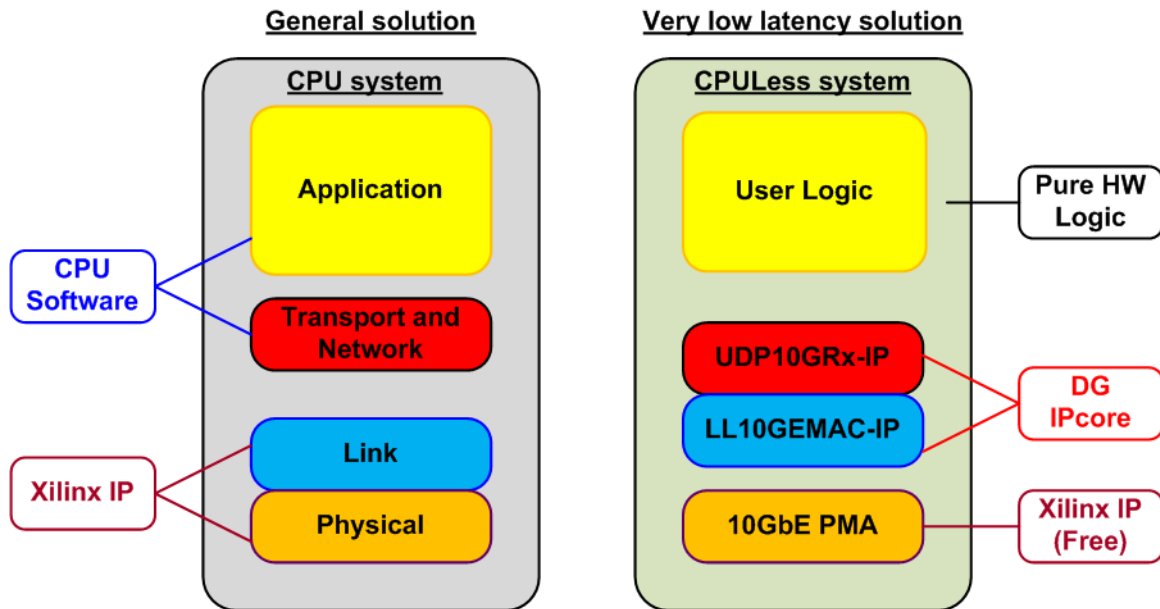 General solution
Very low latency solution
CPU system
CPULess system
Application
User Logic
Pure HW
Logic
CPU
Software
Transport and
Network
UDP10GRx-IP
LL10GEMAC-IP
DG
IPcore
Link
Xilinx IP
Physical
10GbE PMA
Xilinx IP
(Free)